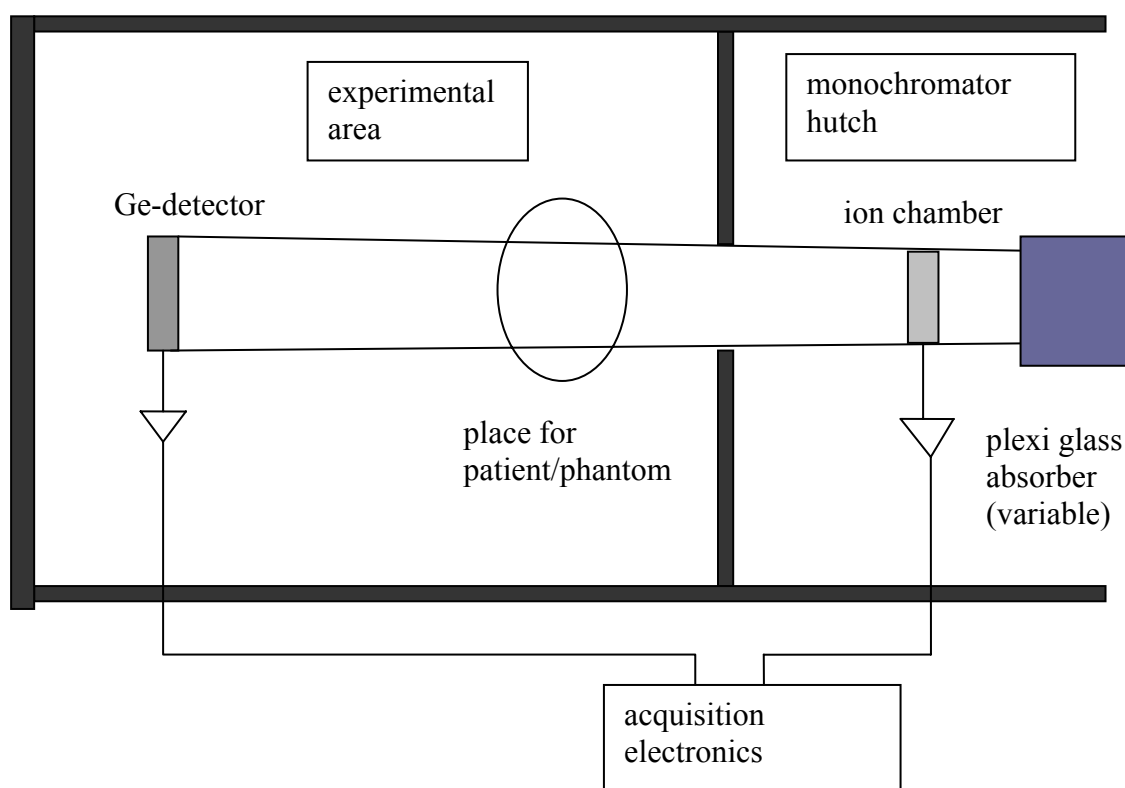 experimental
area
monochromator
hutch
Ge-detector
ion chamber
place for
patient/phantom
plexi glass
absorber
(variable)
acquisition
electronics